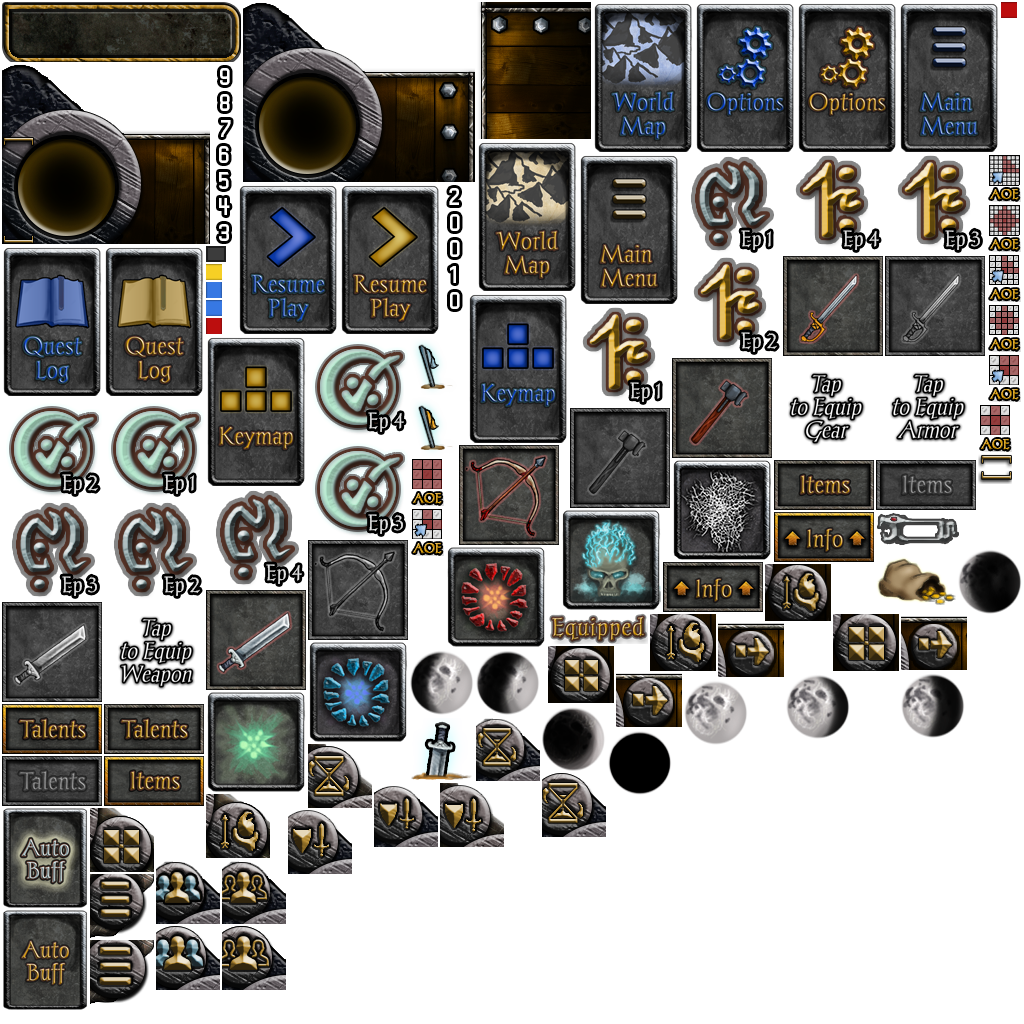 World
Map
Options
Options
Main
Menu
9
8
7
6
5
4
3
2
0
0
1
0
World
Map
Main
Menu
Ep 1
Ep 4
Ep 3
AOE
AOE
AOE
AOE
AOE
AOE
Resume
Play
Resume
Play
Quest
Log
Quest
Log
Keymap
Keymap
Ep 2
Ep 1
Ep 4
Tap
to Equip
Gear
Tap
to Equip
Armor
Ep 2
Ep 1
Ep 4
Ep 3
AOE
AOE
Items
Items
Info
Info
Ep 3
Ep 2
Equipped
Tap
to Equip
Weapon
Talents
Talents
Talents
Items
Auto
Buff
Auto
Buff